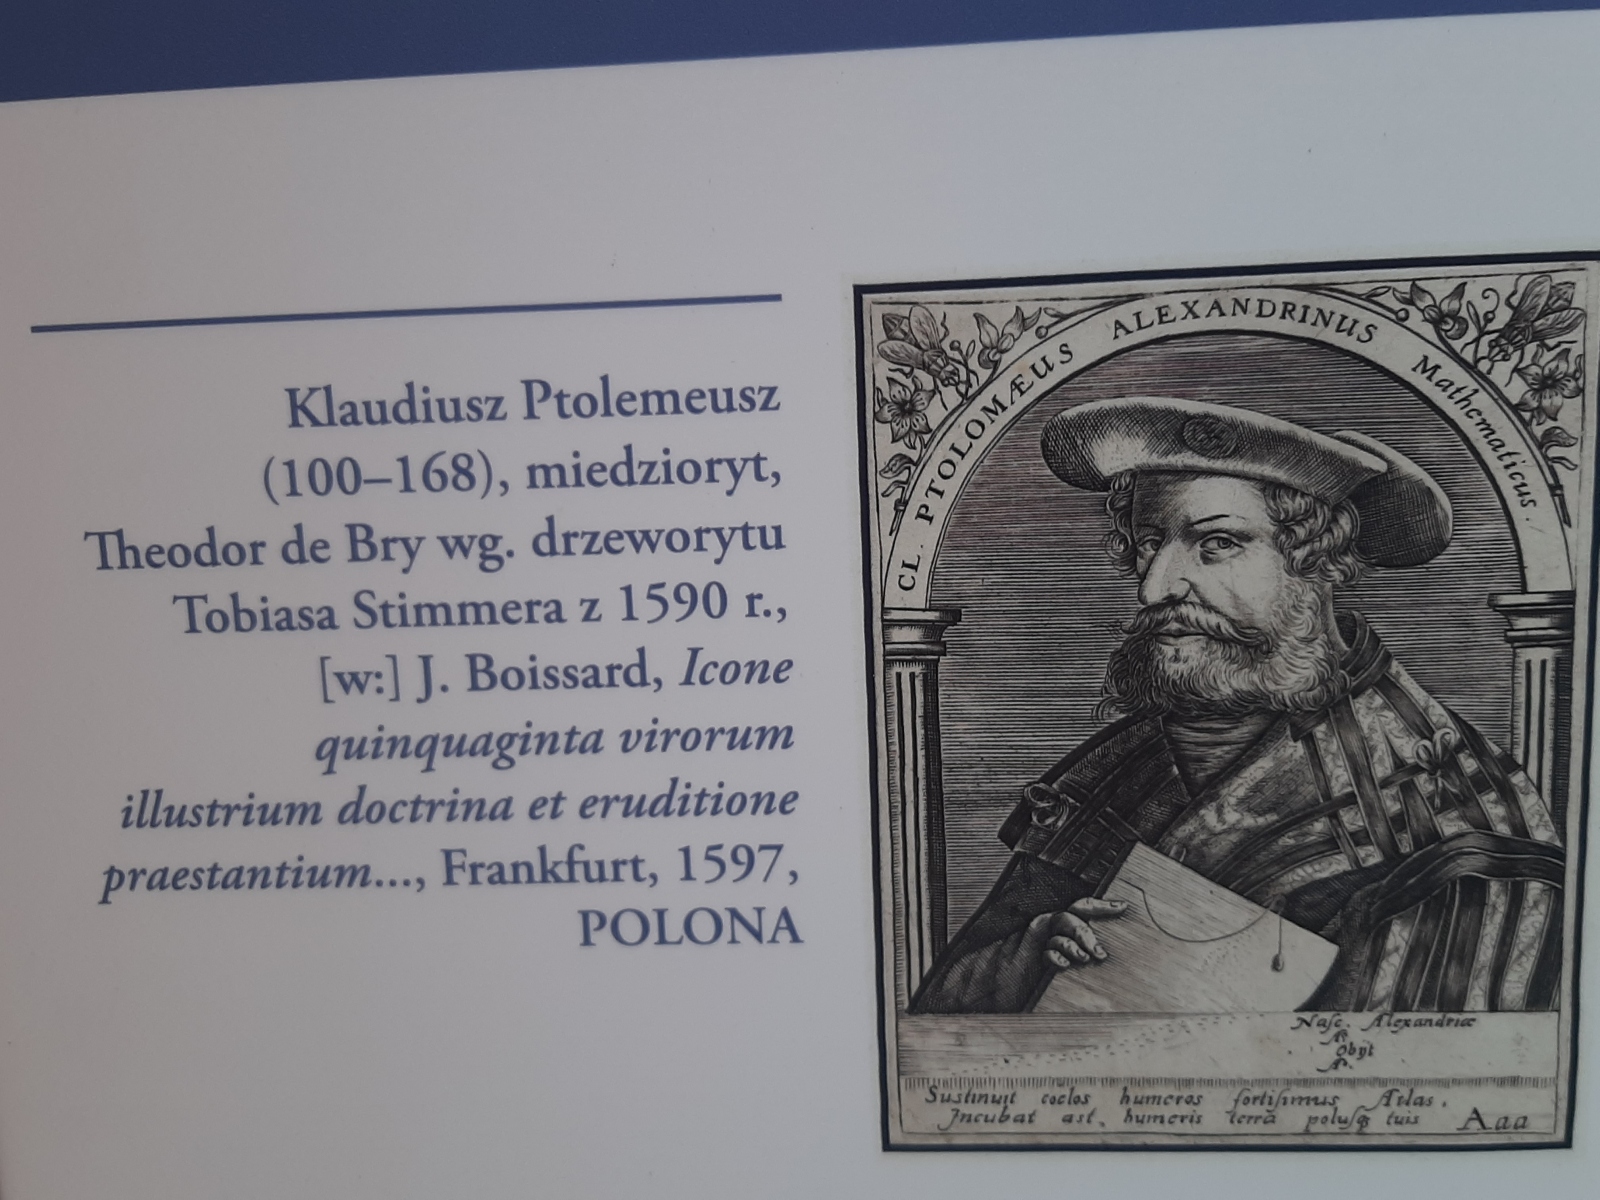 Klaudiusz Ptolemeusz
(100–168), miedzioryt,
Theodor de Bry wg. drzeworytu
Tobiasa Stimmera z 1590 r.,
[w:] J. Boissard, Icone
quinquaginta virorum
illustrium doctrina et eruditione
praestantium..., Frankfurt, 1597,
POLONA
CL. PTOLOMÆUS ALEXANDRINUS Mathematicus.
Nasc. Alexandriæ
Aº.
Obyt
Aº.
Sustinuit coelos humeros fortissimus Atlas.
Incubat ast, humeris terrã polusq tuis Aaa